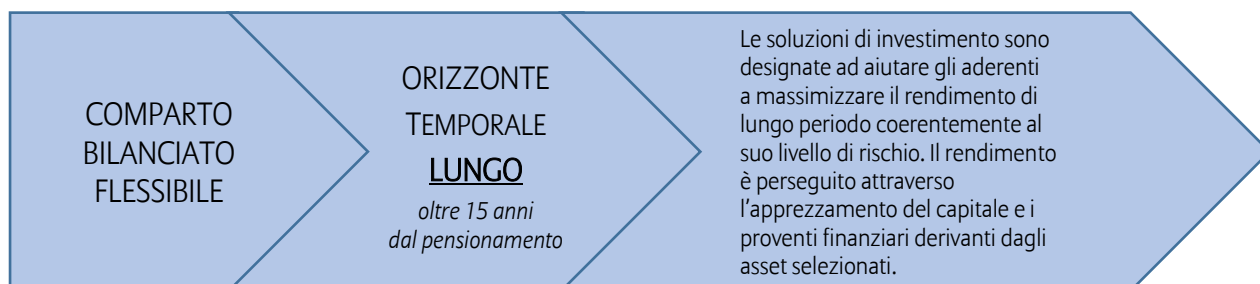 COMPARTO
BILANCIATO
FLESSIBILE
ORIZZONTE
TEMPORALE
LUNGO
oltre 15 anni
dal pensionamento
Le soluzioni di investimento sono
designate ad aiutare gli aderenti
a massimizzare il rendimento di
lungo periodo coerentemente al
suo livello di rischio. Il rendimento
è perseguito attraverso
l'apprezzamento del capitale e i
proventi finanziari derivanti dagli
asset selezionati.